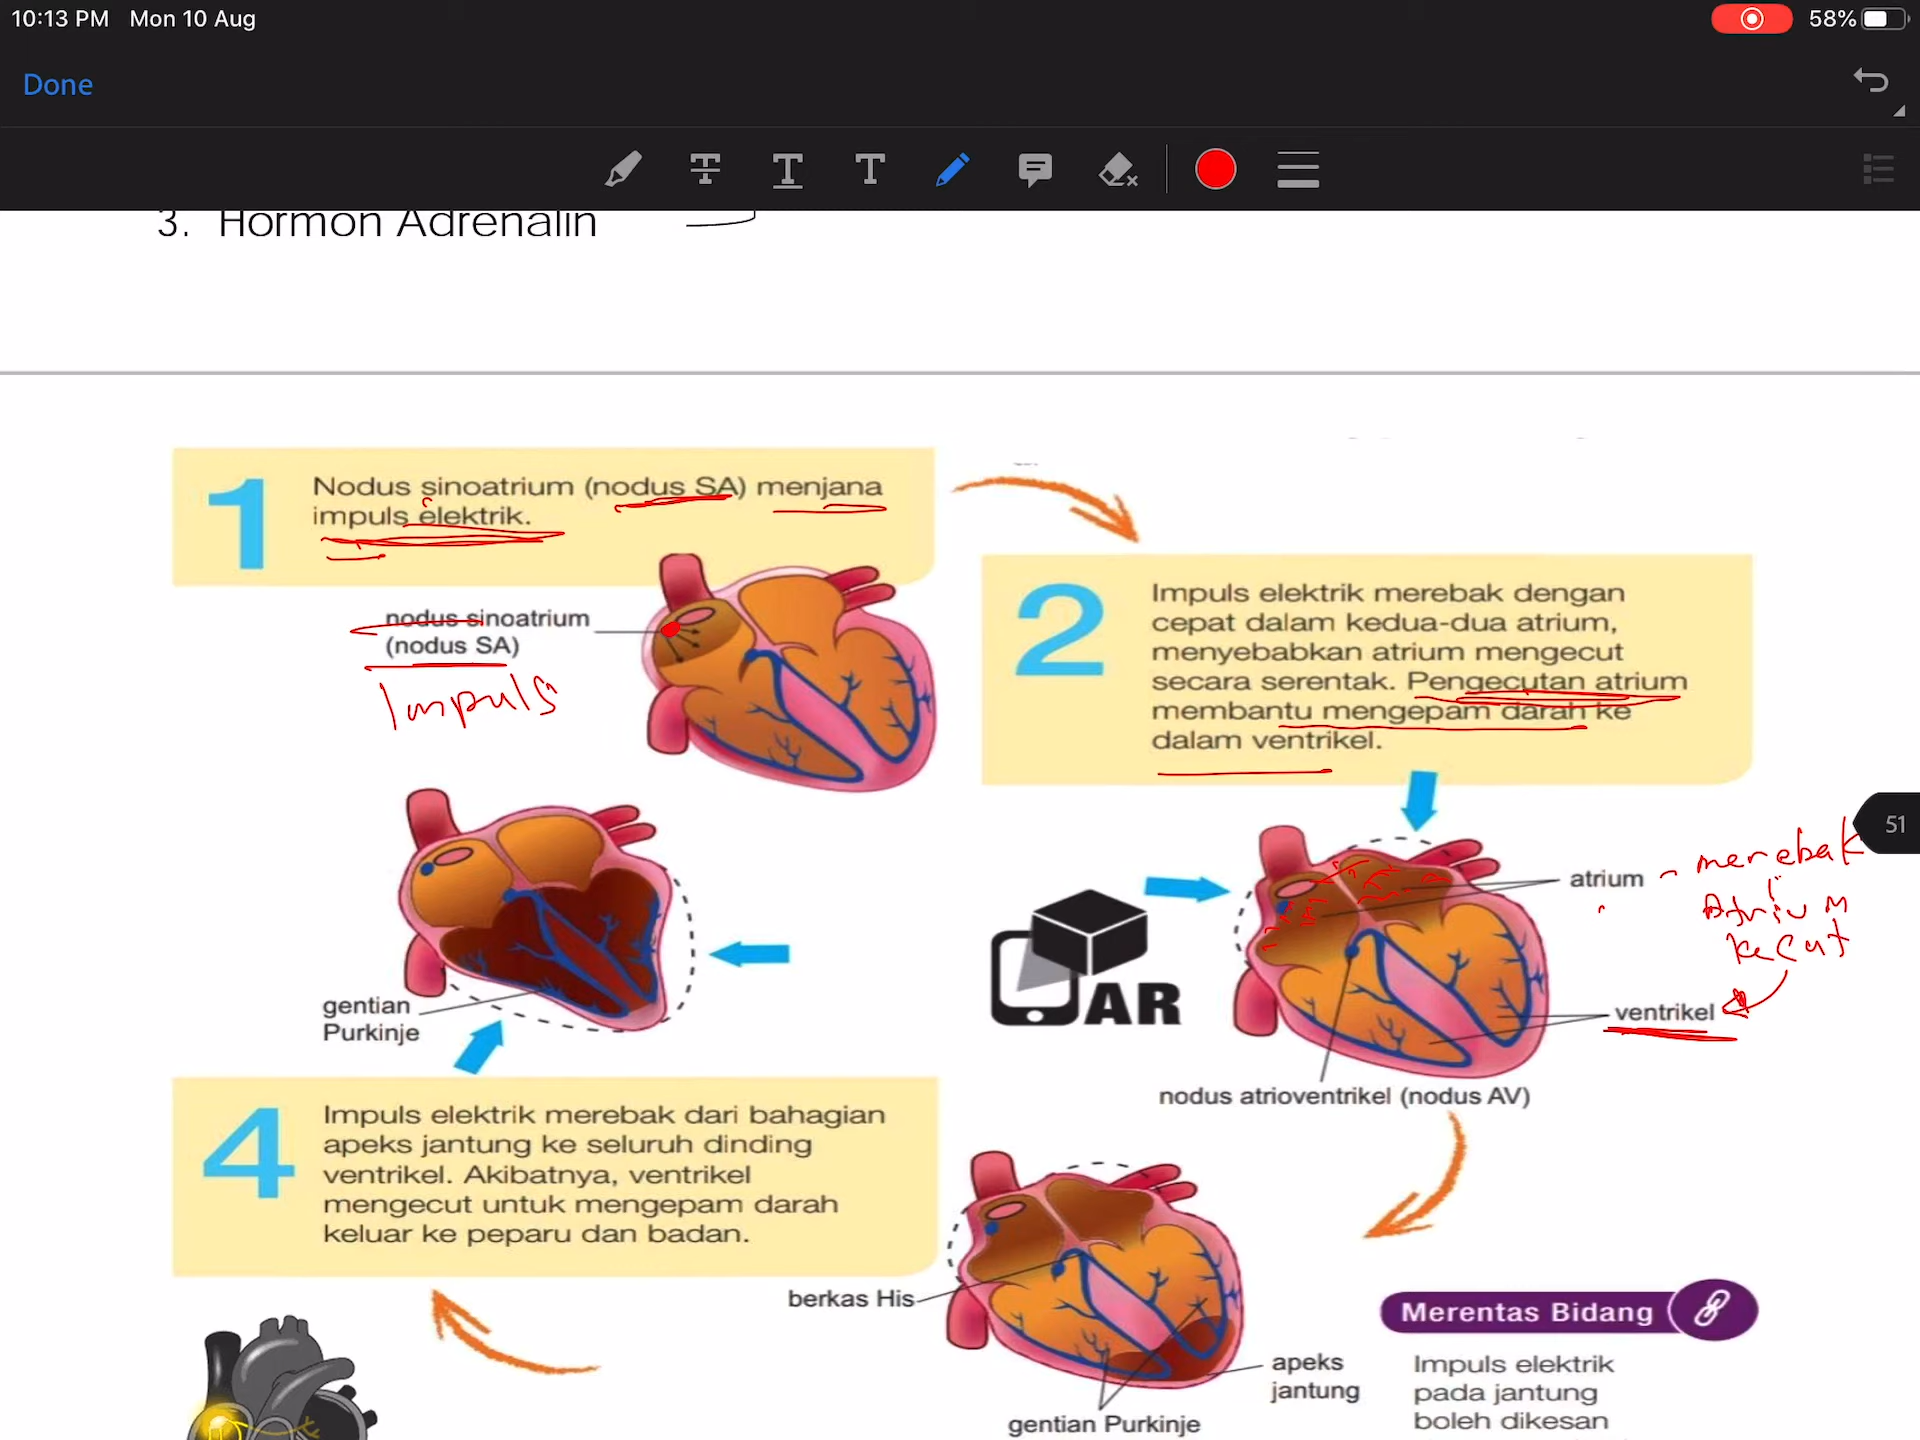 10:13 PM Mon 10 Aug
58%
Done
3. Hormon Adrenalin
1
Nodus sinoatrium (nodus SA) menjana
impuls elektrik.
nodus sinoatrium
(nodus SA)
Impuls
2
Impuls elektrik merebak dengan
cepat dalam kedua-dua atrium,
menyebabkan atrium mengecut
secara serentak. Pengecutan atrium
membantu mengepam darah ke
dalam ventrikel.
51
atrium
merebak
Atrium
kecut
ventrikel
nodus atrioventrikel (nodus AV)
AR
gentian
Purkinje
4
Impuls elektrik merebak dari bahagian
apeks jantung ke seluruh dinding
ventrikel. Akibatnya, ventrikel
mengecut untuk mengepam darah
keluar ke peparu dan badan.
berkas His
apeks
jantung
gentian Purkinje
Merentas Bidang
Impuls elektrik
pada jantung
boleh dikesan